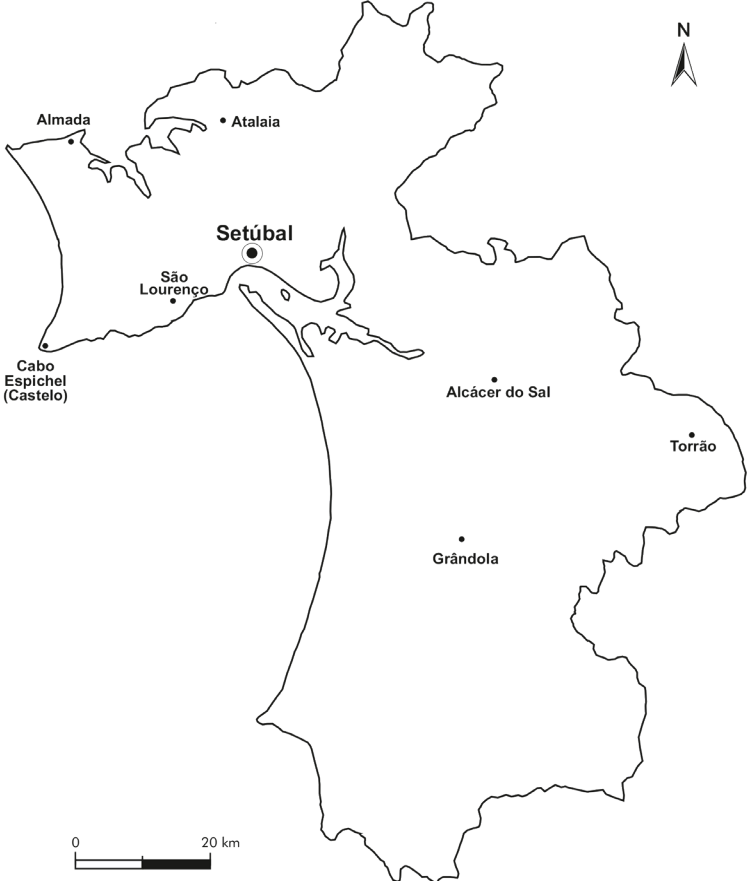 N
Almada
Atalaia
Setúbal
São
Lourenço
Cabo
Espichel
(Castelo)
Alcácer do Sal
Torrão
Grândola
0 20 km